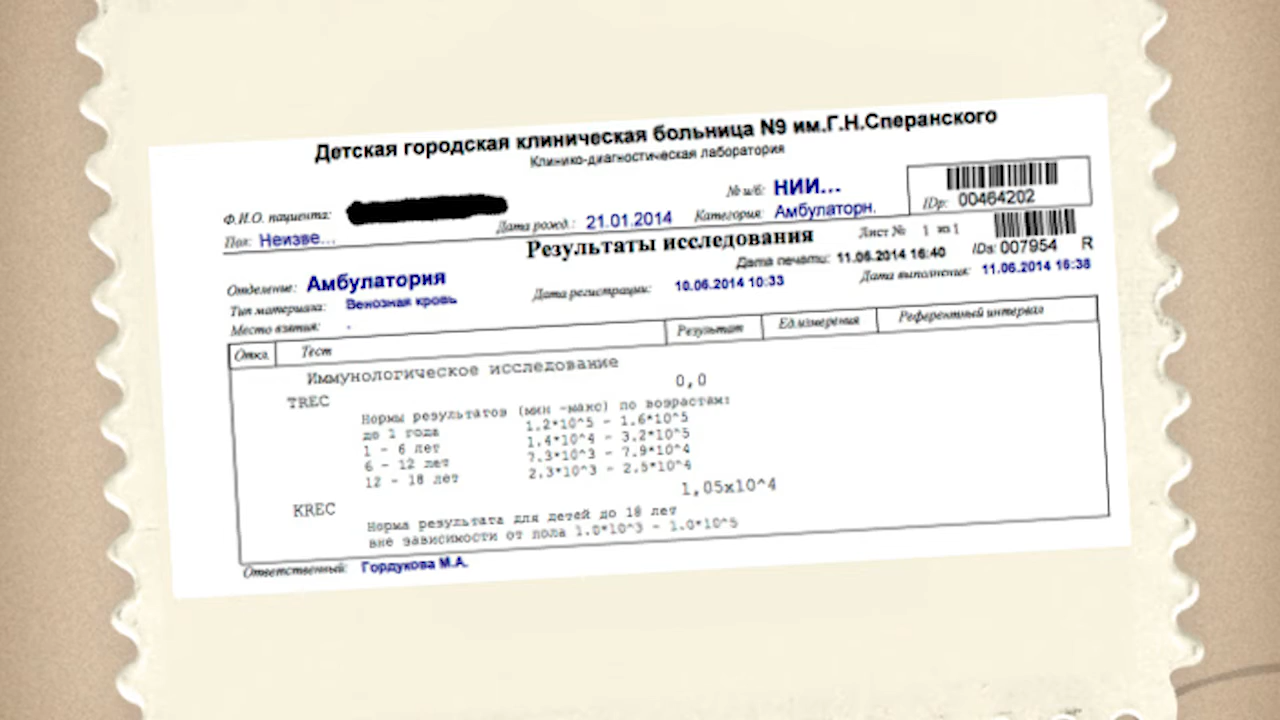 Детская городская клиническая больница N9 им.Г.Н.Сперанского
Клинико-диагностическая лаборатория
№ и/б: НИИ...
IDp: 00464202
Ф.И.О. пациента:
Дата рожд.: 21.01.2014 Категория: Амбулаторн.
Пол: Неизве...
Результаты исследования
Лист № 1 из 1
IDs: 007954 R
Отделение: Амбулатория
Дата печати: 11.06.2014 16:40
Тип материала: Венозная кровь
Дата регистрации: 10.06.2014 10:33
Дата выполнения: 11.06.2014 16:38
Место взятия: .
Откл. Тест Результат Ед.измерения Референтный интервал
Иммунологическое исследование
TREC 0,0
Нормы результатов (мин -макс) по возрастам:
до 1 года 1.2*10^5 - 1.6*10^5
1 - 6 лет 1.4*10^4 - 3.2*10^5
6 - 12 лет 7.3*10^3 - 7.9*10^4
12 - 18 лет 2.3*10^3 - 2.5*10^4
KREC 1,05x10^4
Норма результата для детей до 18 лет
вне зависимости от пола 1.0*10^3 - 1.0*10^5
Ответственный: Гордукова М.А.